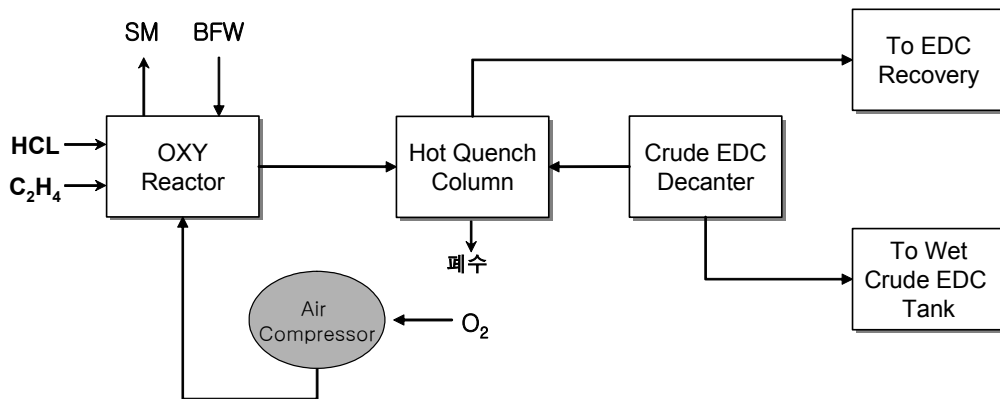 SM
BFW
To EDC
Recovery
HCL
C₂H₄
OXY
Reactor
Hot Quench
Column
Crude EDC
Decanter
폐수
To Wet
Crude EDC
Tank
Air
Compressor
O₂